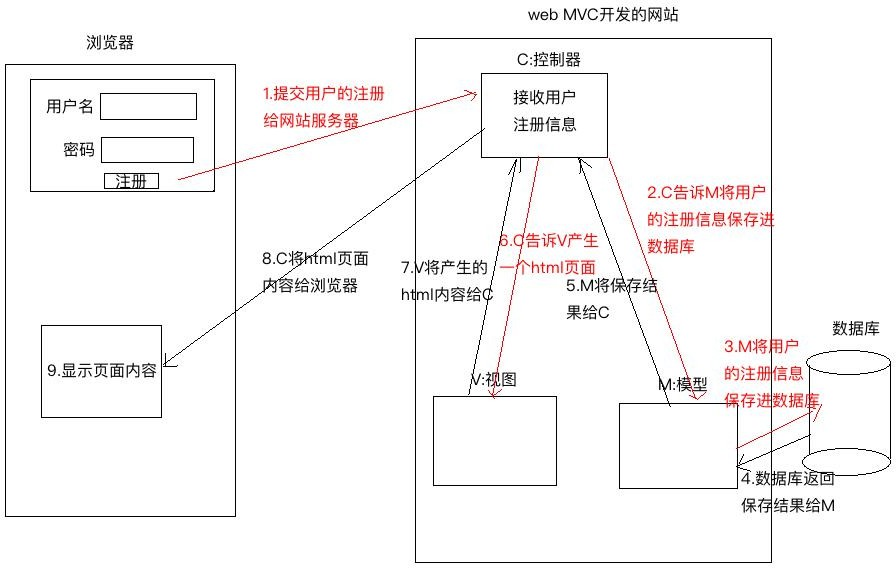 web MVC开发的网站
浏览器
C:控制器
用户名
密码
注册
1.提交用户的注册
给网站服务器
接收用户
注册信息
2.C告诉M将用户
的注册信息保存进
数据库
8.C将html页面
内容给浏览器
7.V将产生的
html内容给C
6.C告诉V产生
一个html页面
5.M将保存结
果给C
9.显示页面内容
V:视图
M:模型
3.M将用户
的注册信息
保存进数据库
数据库
4.数据库返回
保存结果给M